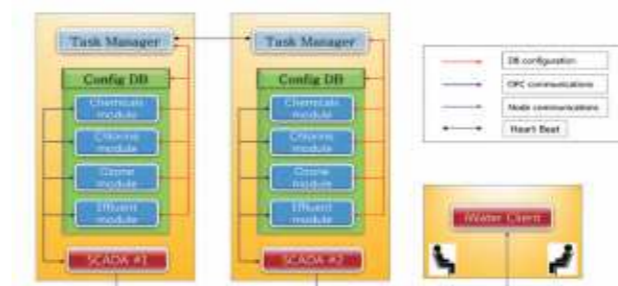 Task Manager
Config DB
Chemicals
module
Chlorine
module
Ozone
module
Effluent
module
SCADA #1
Task Manager
Config DB
Chemicals
module
Chlorine
module
Ozone
module
Effluent
module
SCADA #2
DB configuration
OPC communications
Node communications
Heart Beat
iWater Client